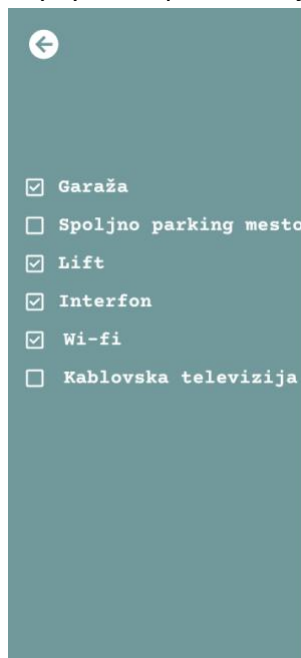 Garaža
Spoljno parking mesto
Lift
Interfon
Wi-fi
Kablovska televizija